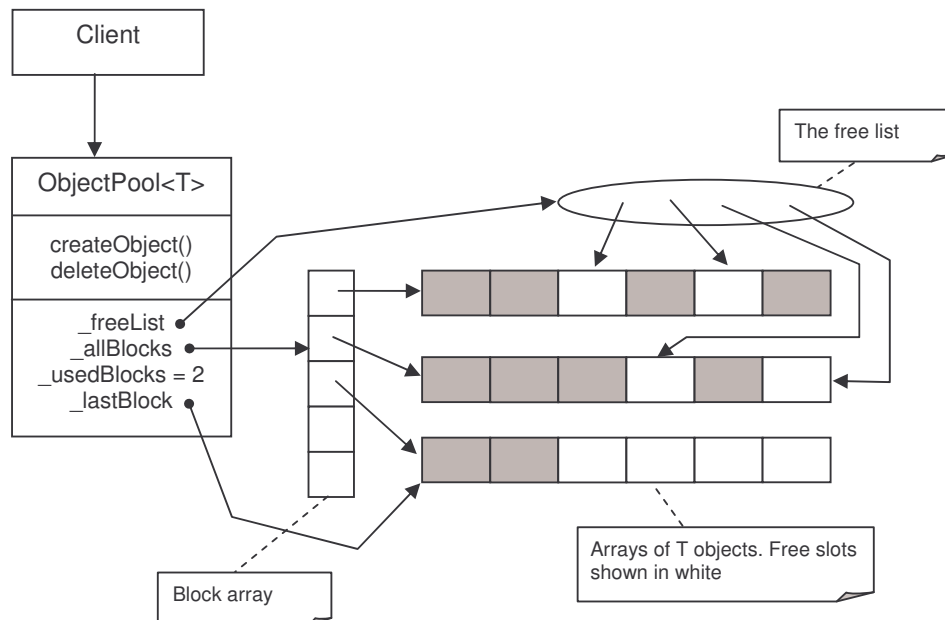 Client
The free list
ObjectPool<T>
createObject()
deleteObject()
_freeList
_allBlocks
_usedBlocks = 2
_lastBlock
Arrays of T objects. Free slots
shown in white
Block array